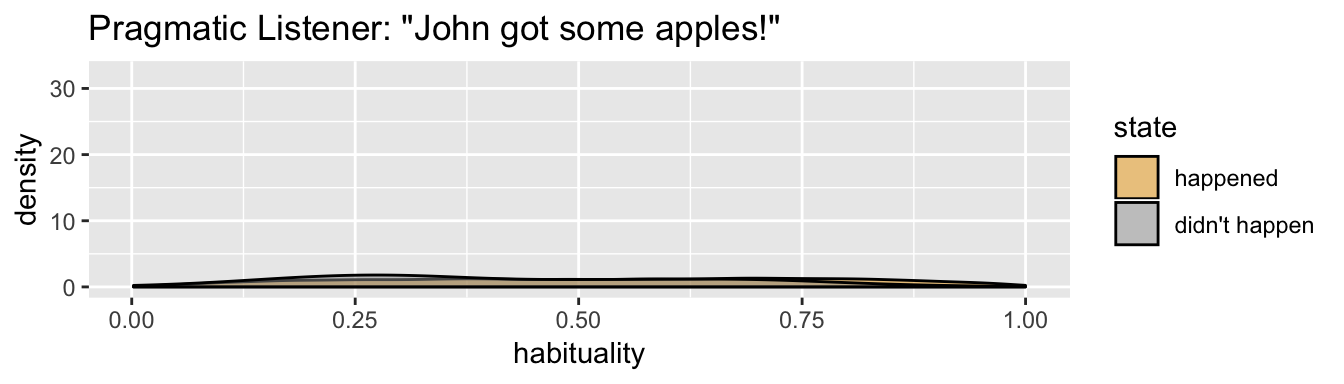 Pragmatic Listener: "John got some apples!"
30
20
10
0
density
0.00 0.25 0.50 0.75 1.00
habituality
state
happened
didn't happen